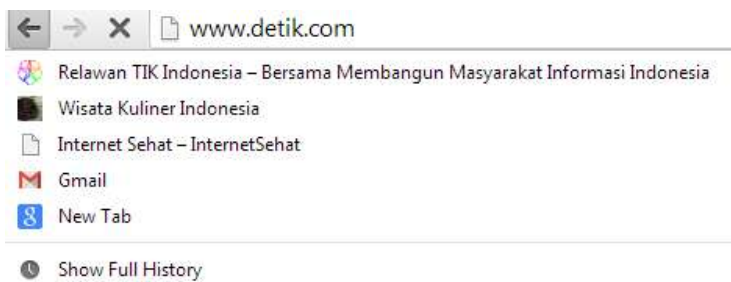 www.detik.com
Relawan TIK Indonesia – Bersama Membangun Masyarakat Informasi Indonesia
Wisata Kuliner Indonesia
Internet Sehat – InternetSehat
Gmail
New Tab
Show Full History